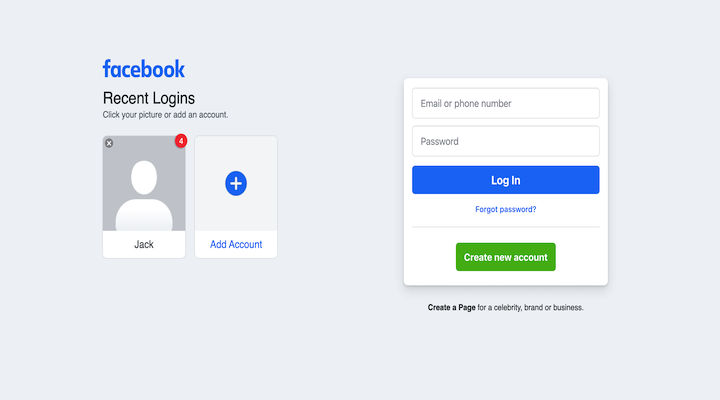 facebook
Recent Logins
Click your picture or add an account.
4
Jack
Add Account
Email or phone number
Password
Log In
Forgot password?
Create new account
Create a Page for a celebrity, brand or business.